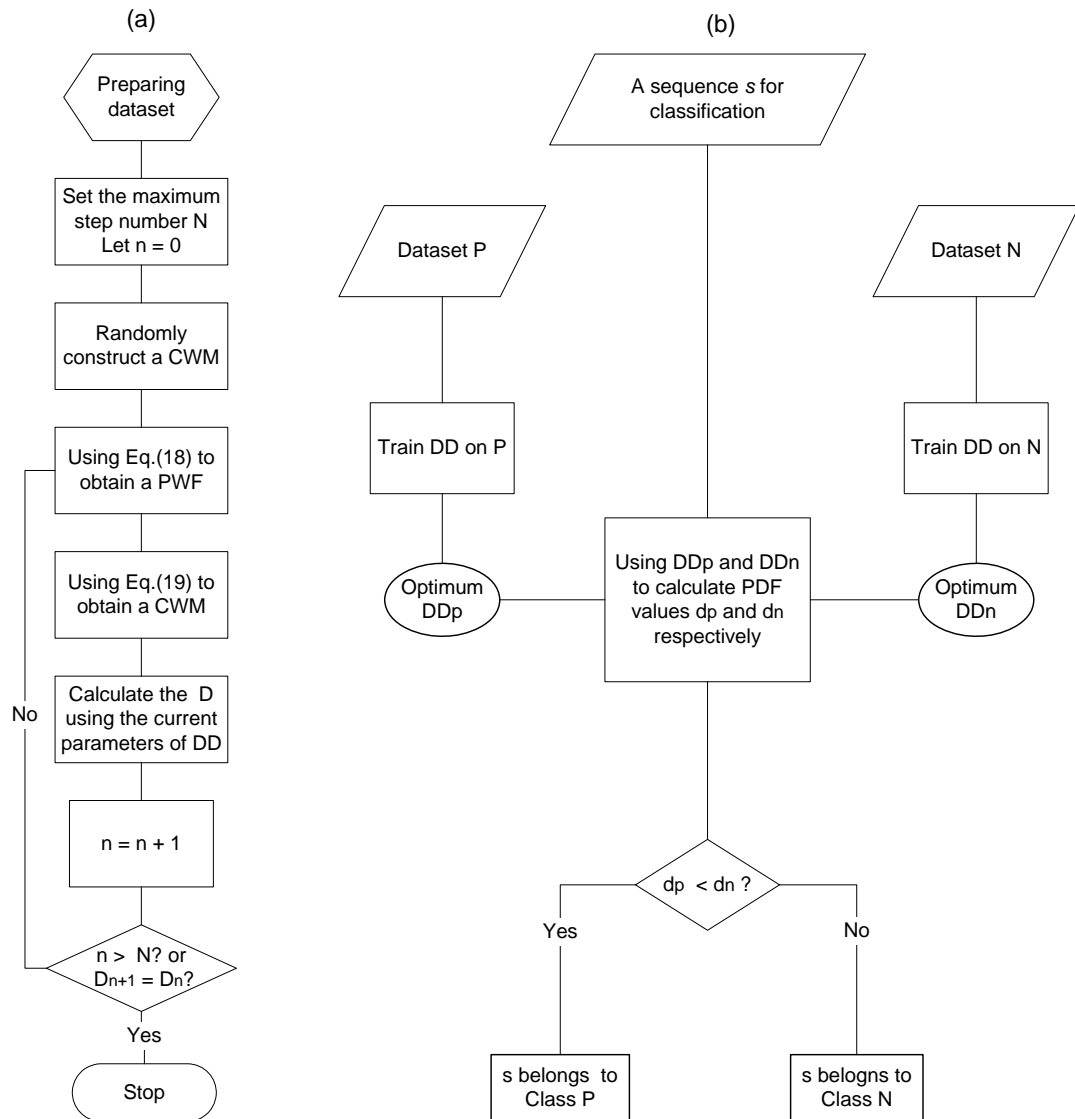 (a)
Preparing
dataset
Set the maximum
step number N
Let n = 0
Randomly
construct a CWM
Using Eq.(18) to
obtain a PWF
Using Eq.(19) to
obtain a CWM
Calculate the D
using the current
parameters of DD
No
n = n + 1
n > N? or
Dn+1 = Dn?
Yes
Stop
(b)
A sequence s for
classification
Dataset P
Dataset N
Train DD on P
Train DD on N
Optimum
DDp
Using DDp and DDn
to calculate PDF
values dp and dn
respectively
Optimum
DDn
dp < dn ?
Yes
No
s belongs to
Class P
s belogns to
Class N